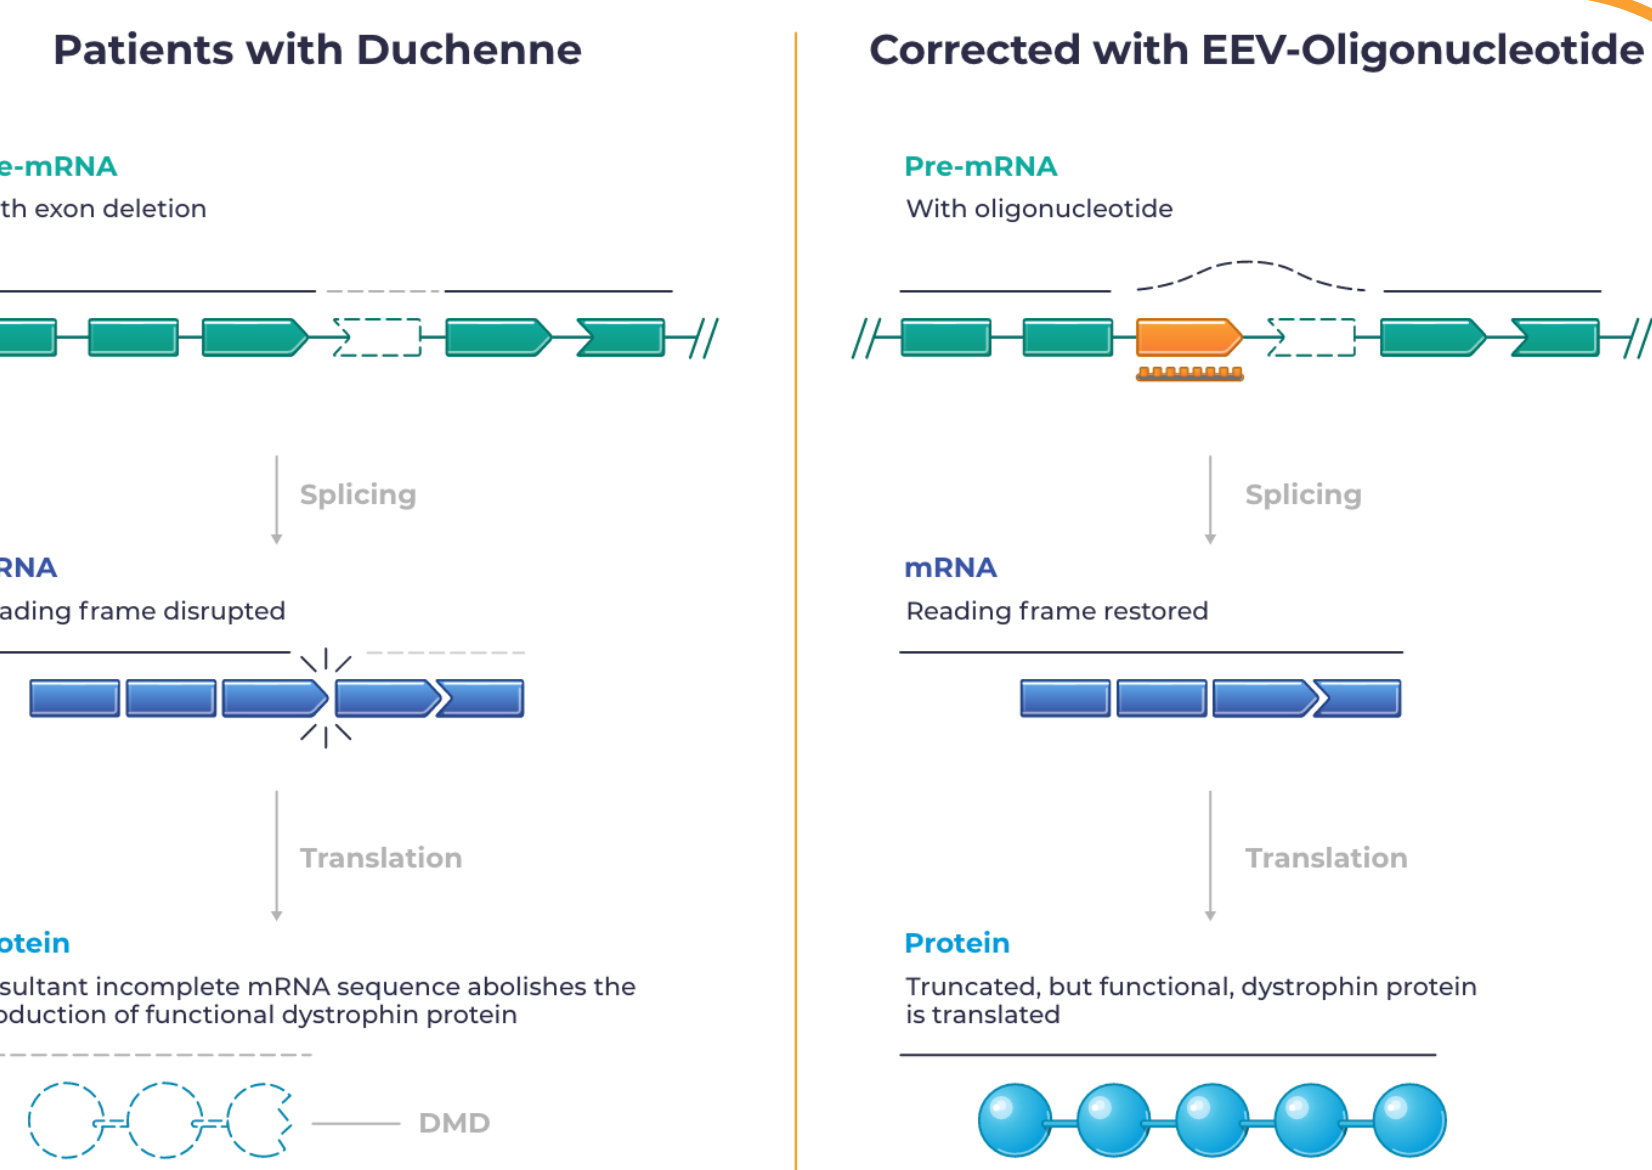 Patients with Duchenne
e-mRNA
th exon deletion
Splicing
RNA
ading frame disrupted
Translation
otein
sultant incomplete mRNA sequence abolishes the
oduction of functional dystrophin protein
DMD
Corrected with EEV-Oligonucleotide
Pre-mRNA
With oligonucleotide
Splicing
mRNA
Reading frame restored
Translation
Protein
Truncated, but functional, dystrophin protein
is translated